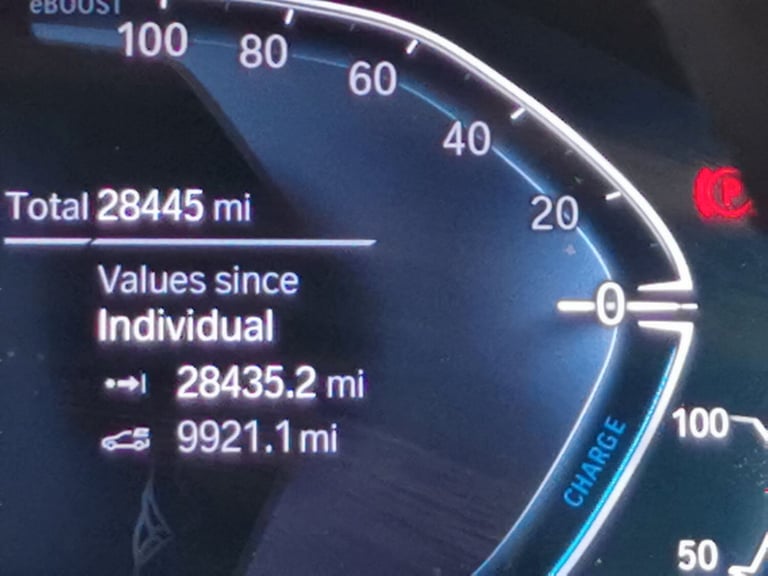 eBOOST
100
80
60
40
20
0
Total 28445 mi
Values since
Individual
28435.2 mi
9921.1 mi
CHARGE
100
50